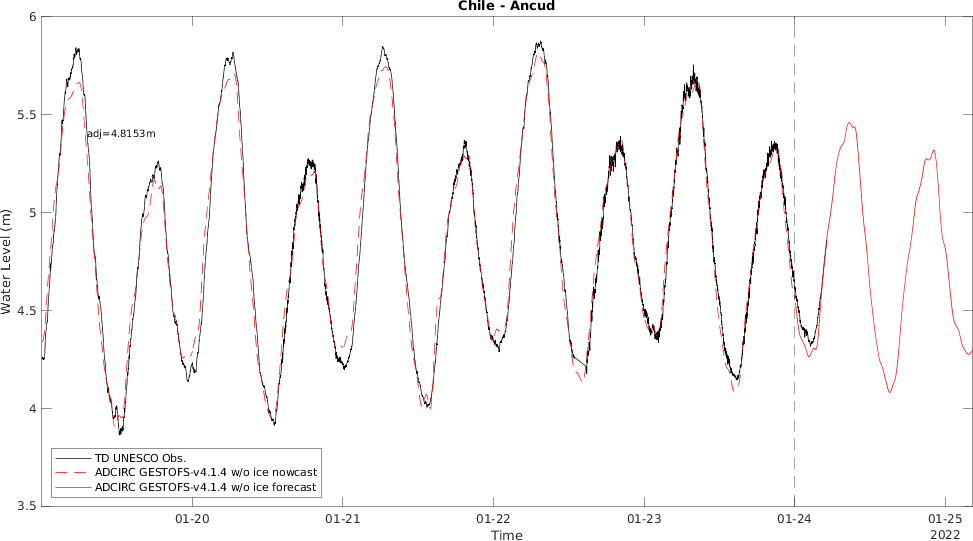 Chile - Ancud
6
5.5
5
4.5
4
3.5
Water Level (m)
adj=4.8153m
TD UNESCO Obs.
ADCIRC GESTOFS-v4.1.4 w/o ice nowcast
ADCIRC GESTOFS-v4.1.4 w/o ice forecast
01-20
01-21
01-22
01-23
01-24
01-25
Time
2022